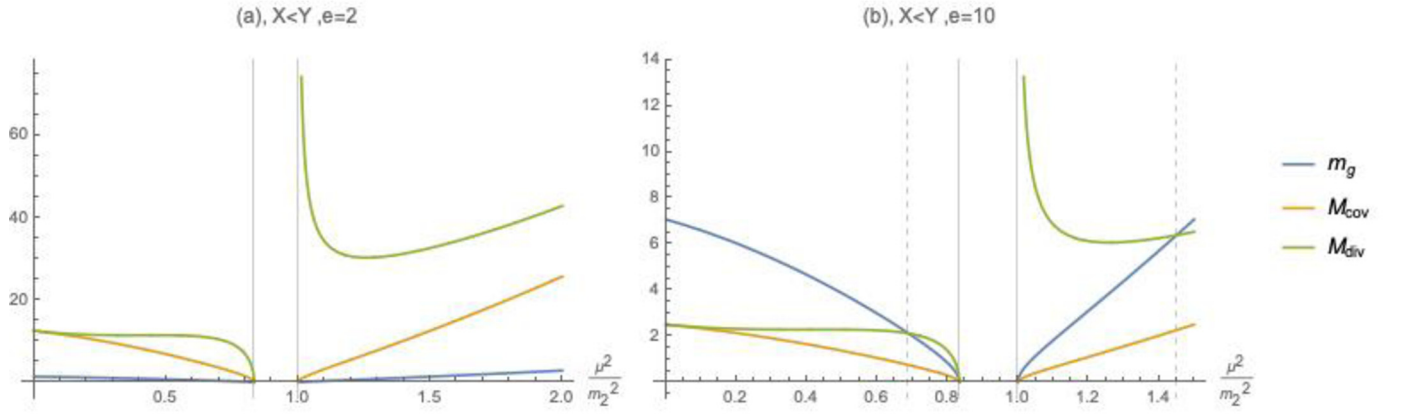 (a), X<Y ,e=2
60
40
20
0.5
1.0
1.5
2.0
μ²
m₂²
(b), X<Y ,e=10
14
12
10
8
6
4
2
0.2
0.4
0.6
0.8
1.0
1.2
1.4
μ²
m₂²
m_g
M_cov
M_div